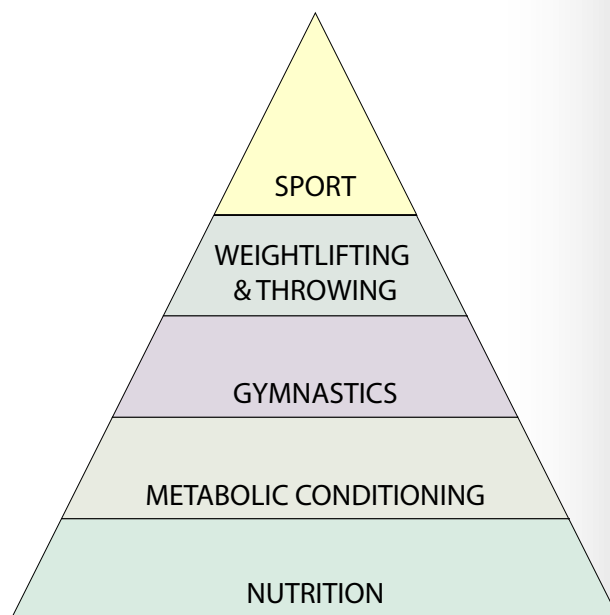 SPORT
WEIGHTLIFTING
& THROWING
GYMNASTICS
METABOLIC CONDITIONING
NUTRITION